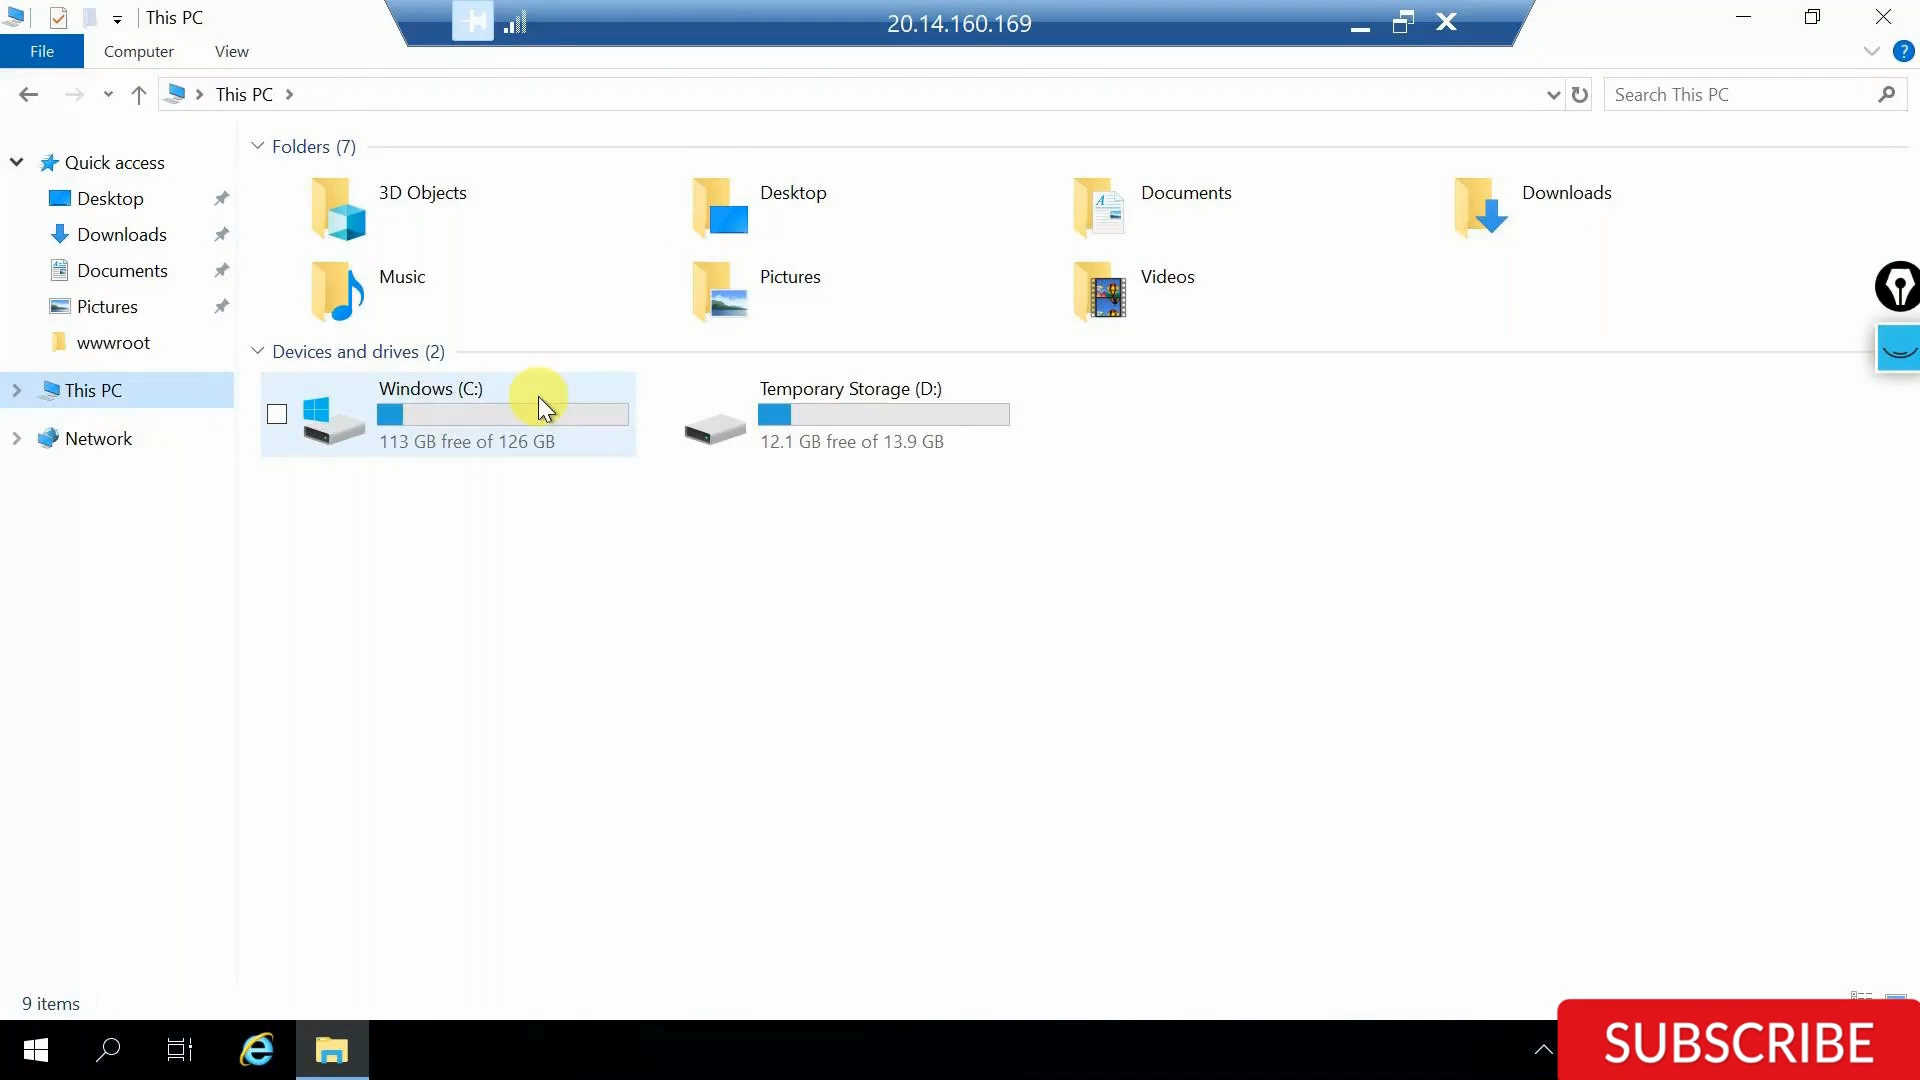 This PC
20.14.160.169
File
Computer
View
This PC
Search This PC
Quick access
Desktop
Downloads
Documents
Pictures
wwwroot
This PC
Network
Folders (7)
3D Objects
Desktop
Documents
Downloads
Music
Pictures
Videos
Devices and drives (2)
Windows (C:)
113 GB free of 126 GB
Temporary Storage (D:)
12.1 GB free of 13.9 GB
9 items
SUBSCRIBE